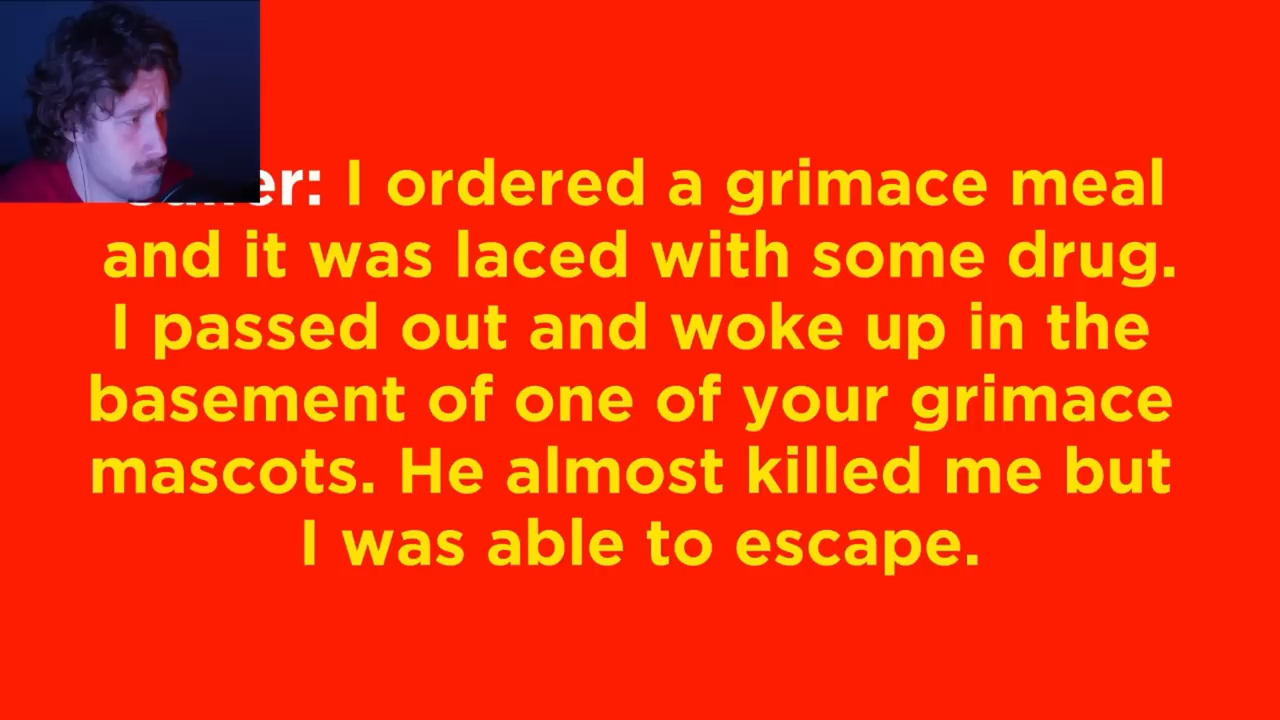 I ordered a grimace meal
and it was laced with some drug.
I passed out and woke up in the
basement of one of your grimace
mascots. He almost killed me but
I was able to escape.